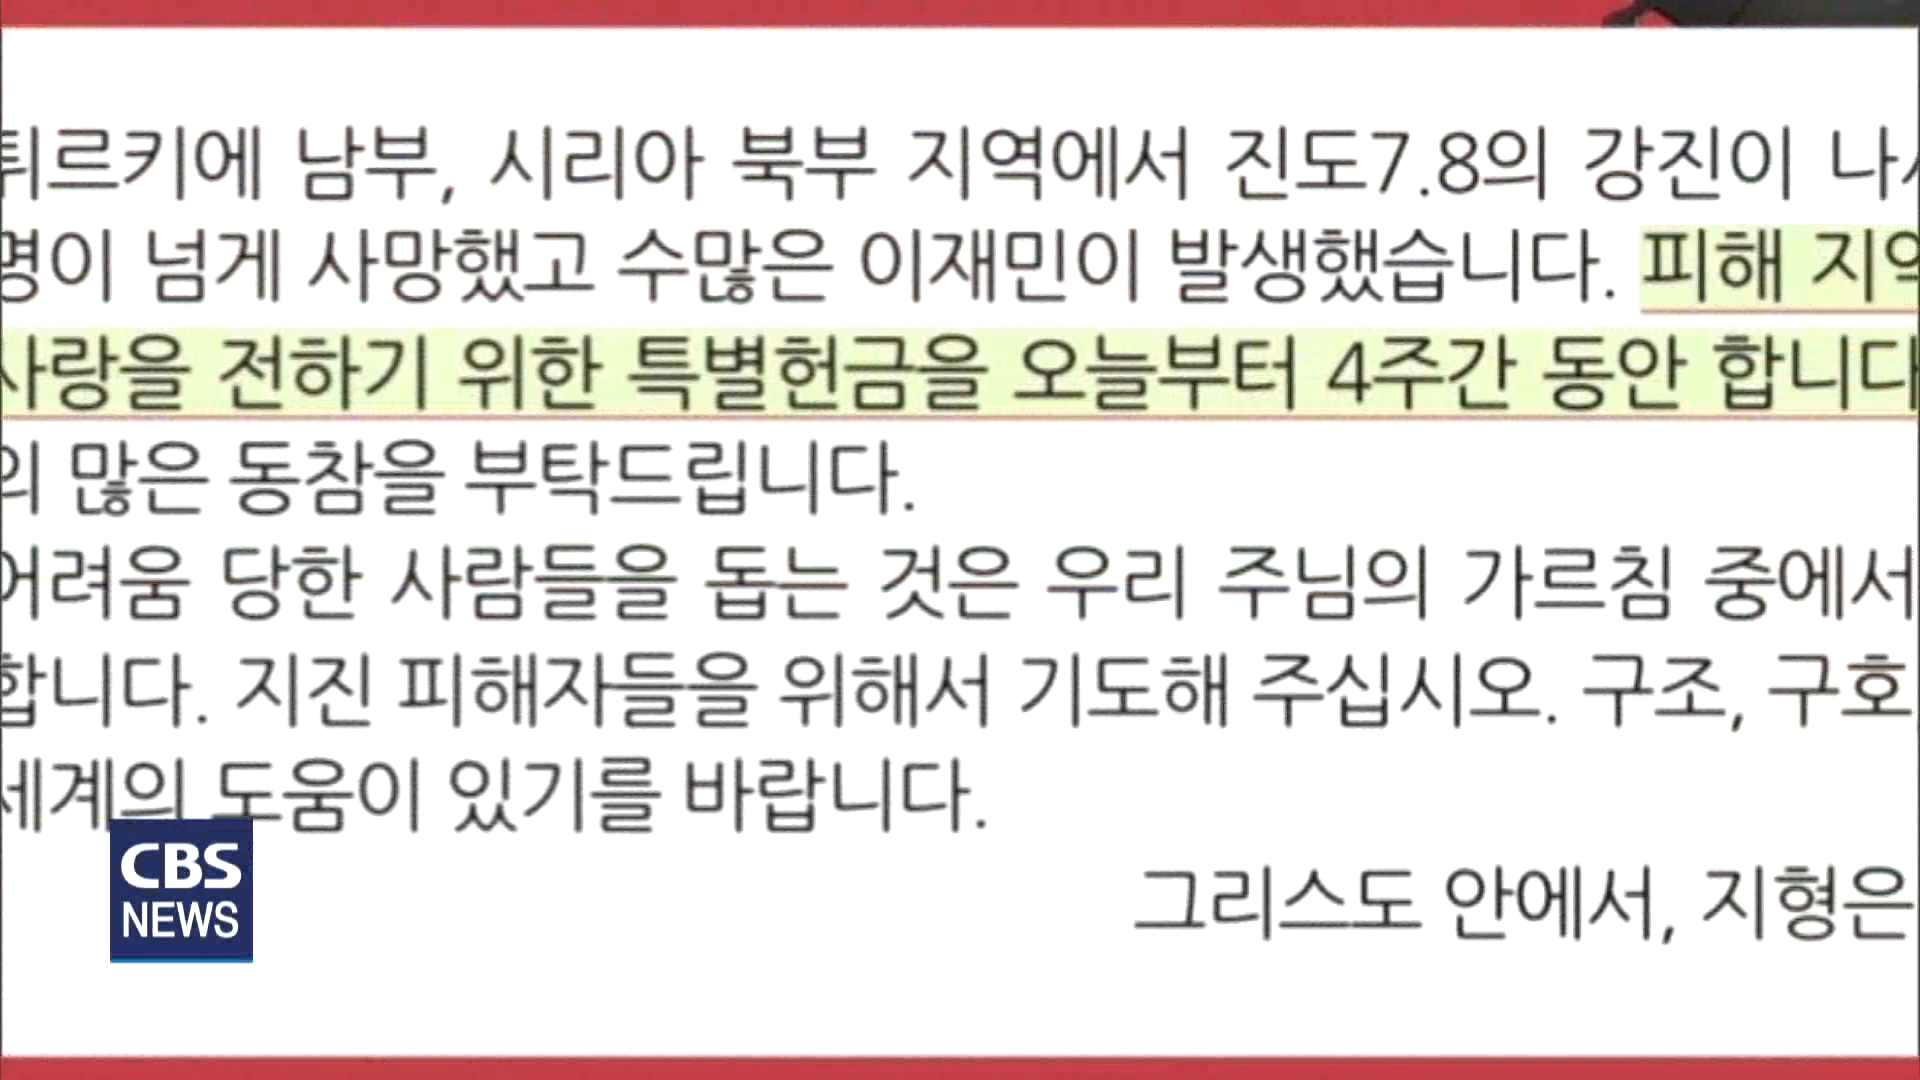 튀르키에 남부, 시리아 북부 지역에서 진도7.8의 강진이
넘게 사망했고 수많은 이재민이 발생했습니다. 피해
사랑을 전하기 위한 특별헌금을 오늘부터 4주간 동안 합니다
의 많은 동참을 부탁드립니다.
어려움 당한 사람들을 돕는 것은 우리 주님의 가르침 중에서
합니다. 지진 피해자들을 위해서 기도해 주십시오. 구조, 구호
세계의 도움이 있기를 바랍니다.
그리스도 안에서, 지형은
CBS
NEWS